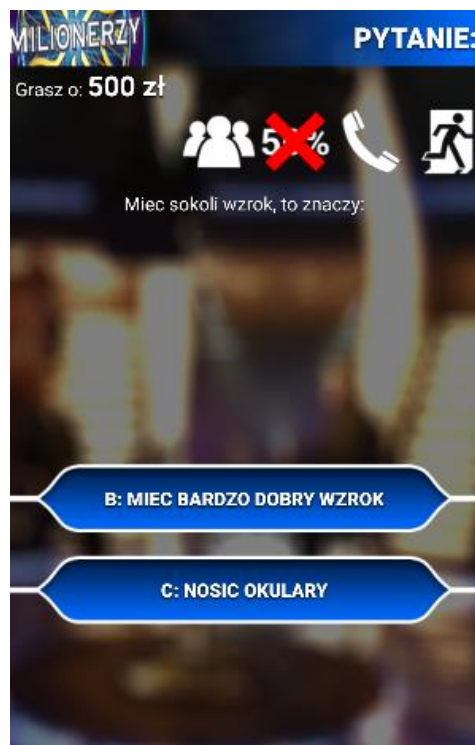 MILIONERZY
PYTANIE:
Grasz o: 500 zł
Miec sokoli wzrok, to znaczy:
B: MIEC BARDZO DOBRY WZROK
C: NOSIC OKULARY